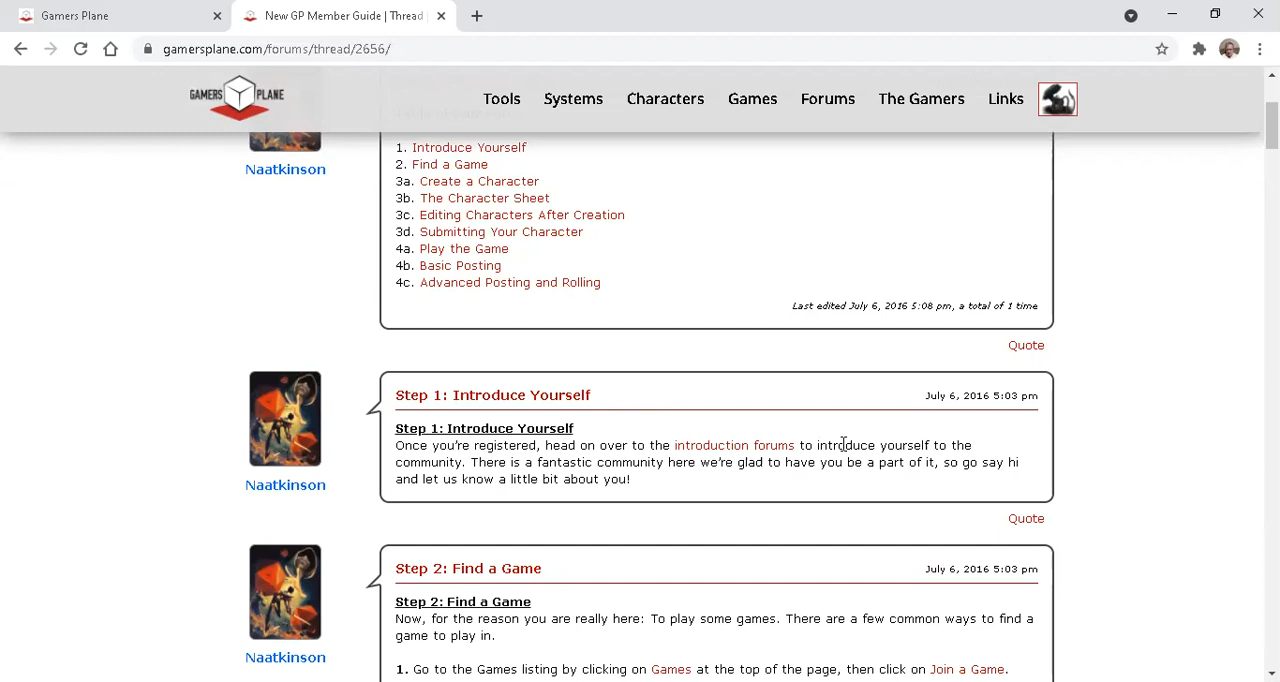 Gamers Plane
New GP Member Guide | Thread
gamersplane.com/forums/thread/2656/
GAMERS PLANE
Tools Systems Characters Games Forums The Gamers Links
Naatkinson
1. Introduce Yourself
2. Find a Game
3a. Create a Character
3b. The Character Sheet
3c. Editing Characters After Creation
3d. Submitting Your Character
4a. Play the Game
4b. Basic Posting
4c. Advanced Posting and Rolling
Last edited July 6, 2016 5:08 pm, a total of 1 time
Quote
Step 1: Introduce Yourself July 6, 2016 5:03 pm
Step 1: Introduce Yourself
Once you're registered, head on over to the introduction forums to introduce yourself to the
community. There is a fantastic community here we're glad to have you be a part of it, so go say hi
and let us know a little bit about you!
Naatkinson
Quote
Step 2: Find a Game July 6, 2016 5:03 pm
Step 2: Find a Game
Now, for the reason you are really here: To play some games. There are a few common ways to find a
game to play in.
Naatkinson
1. Go to the Games listing by clicking on Games at the top of the page, then click on Join a Game.